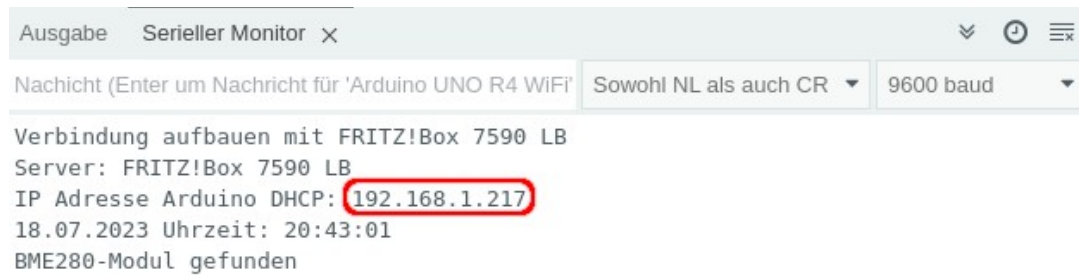 Ausgabe Serieller Monitor ×
Nachicht (Enter um Nachricht für 'Arduino UNO R4 WiFi' Sowohl NL als auch CR 9600 baud
Verbindung aufbauen mit FRITZ!Box 7590 LB
Server: FRITZ!Box 7590 LB
IP Adresse Arduino DHCP: 192.168.1.217
18.07.2023 Uhrzeit: 20:43:01
BME280-Modul gefunden